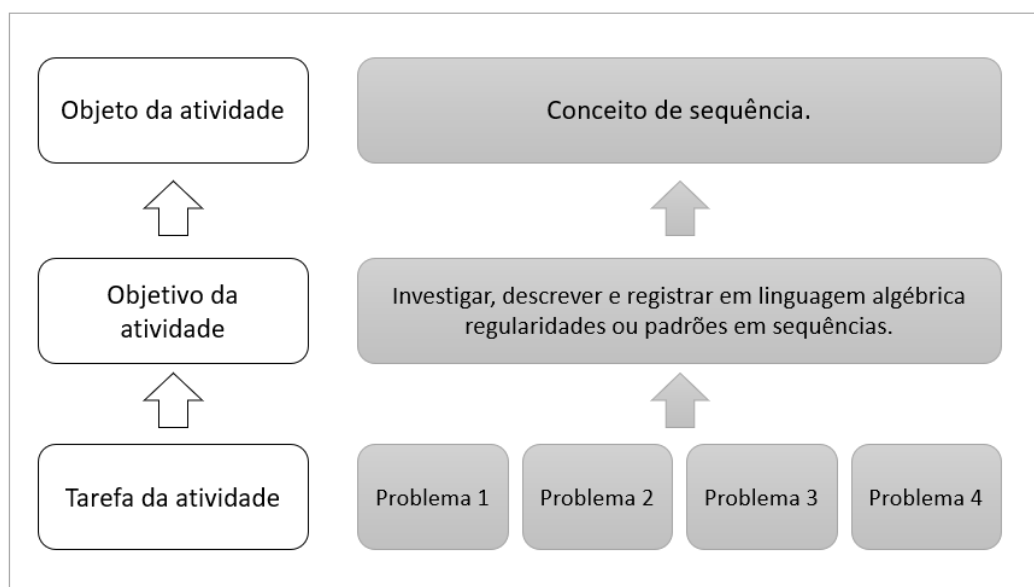 Objeto da atividade
Conceito de sequência.
Objetivo da
atividade
Investigar, descrever e registrar em linguagem algébrica
regularidades ou padrões em sequências.
Tarefa da atividade
Problema 1
Problema 2
Problema 3
Problema 4